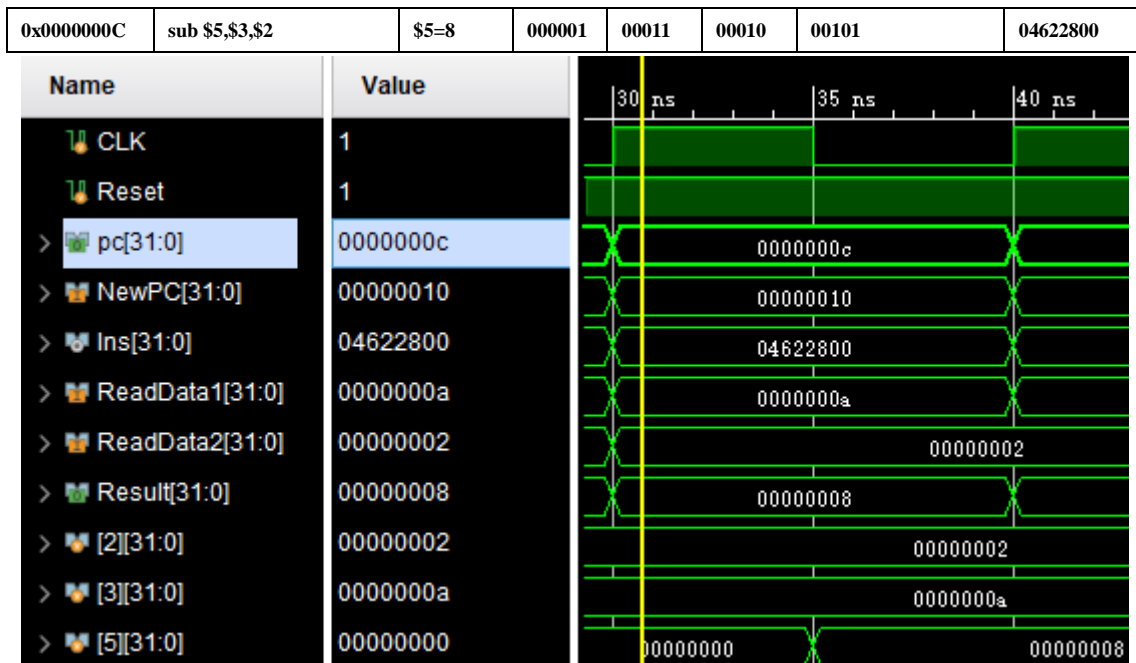 0x0000000C sub $5,$3,$2 $5=8 000001 00011 00010 00101 04622800
Name Value 30 ns 35 ns 40 ns
CLK 1
Reset 1
pc[31:0] 0000000c 0000000c
NewPC[31:0] 00000010 00000010
Ins[31:0] 04622800 04622800
ReadData1[31:0] 0000000a 0000000a
ReadData2[31:0] 00000002 00000002
Result[31:0] 00000008 00000008
[2][31:0] 00000002 00000002
[3][31:0] 0000000a 0000000a
[5][31:0] 00000000 00000000 00000008